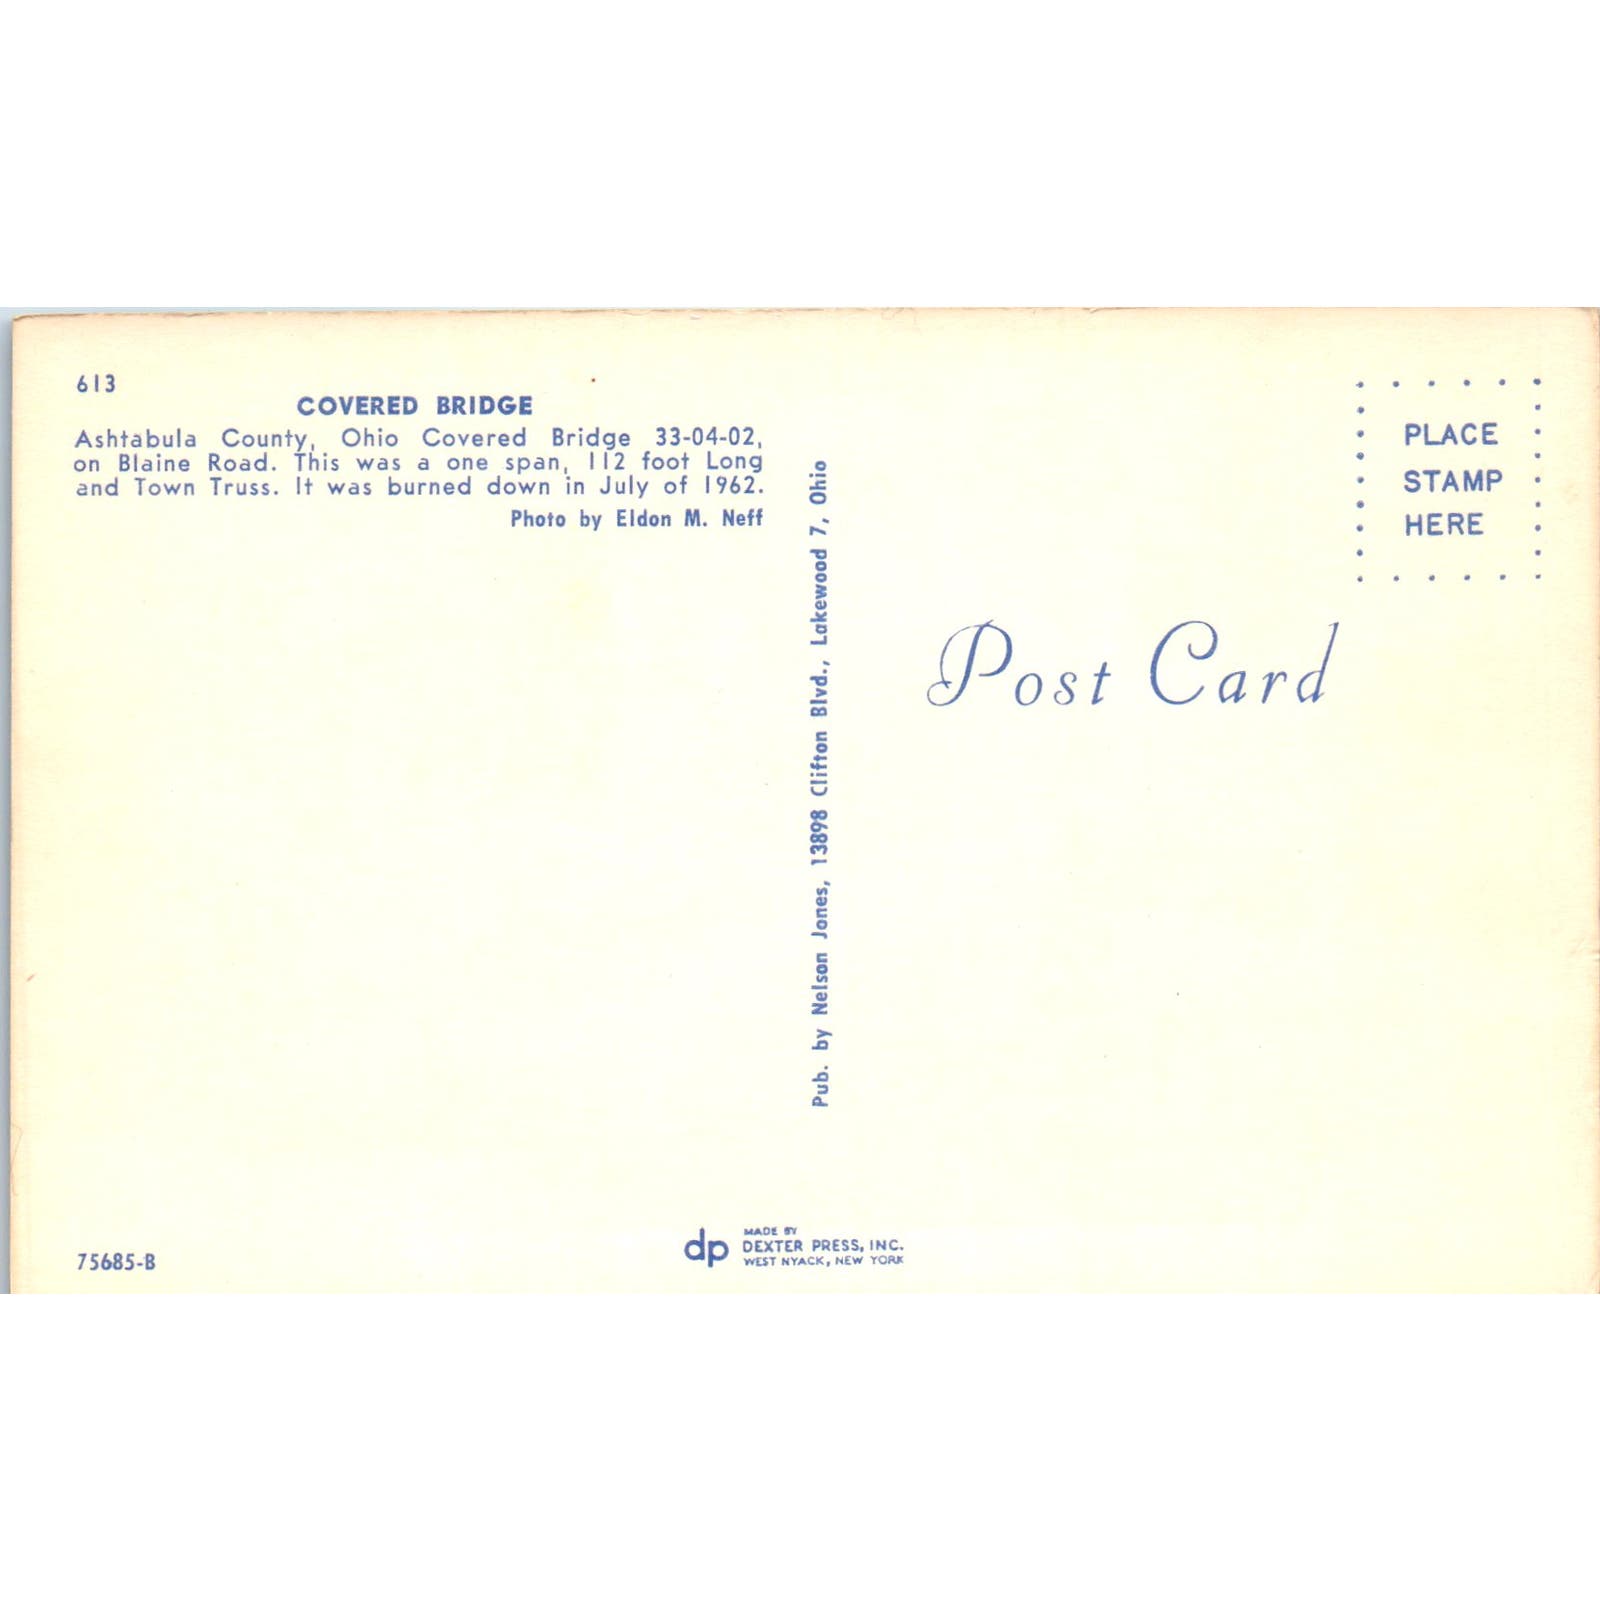 613
COVERED BRIDGE
Ashtabula County, Ohio Covered Bridge 33-04-02,
on Blaine Road. This was a one span, 112 foot Long
and Town Truss. It was burned down in July of 1962.
Photo by Eldon M. Neff
75685-B
Pub. by Nelson Jones, 13898 Clifton Blvd., Lakewood 7, Ohio
dp
MADE BY
DEXTER PRESS, INC.
WEST NYACK, NEW YORK
PLACE
STAMP
HERE
Post Card